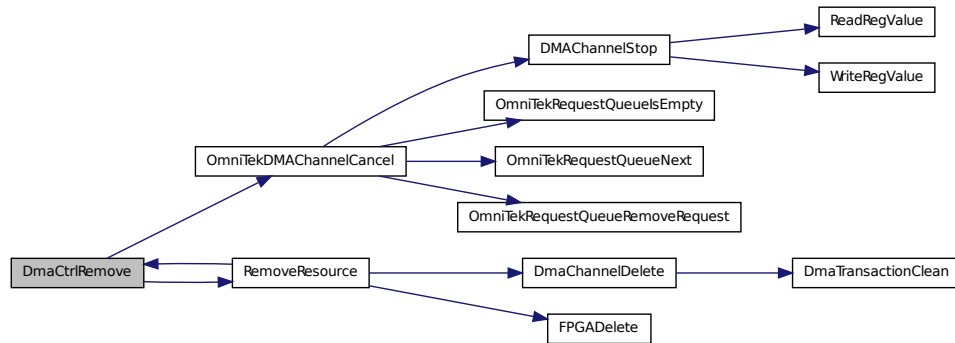 ReadRegValue
DMAChannelStop
WriteRegValue
OmniTekRequestQueueIsEmpty
OmniTekDMAChannelCancel
OmniTekRequestQueueNext
OmniTekRequestQueueRemoveRequest
DmaCtrlRemove
RemoveResource
DmaChannelDelete
DmaTransactionClean
FPGADelete